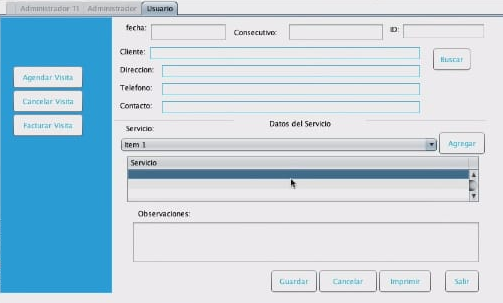 Administrador 11 Administrador Usuario
fecha: Consecutivo: ID:
Cliente:
Buscar
Direccion:
Agendar Visita
Telefono:
Cancelar Visita
Contacto:
Facturar Visita
Datos del Servicio
Servicio:
Item 1
Agregar
Servicio
Observaciones:
Guardar Cancelar Imprimir Salir